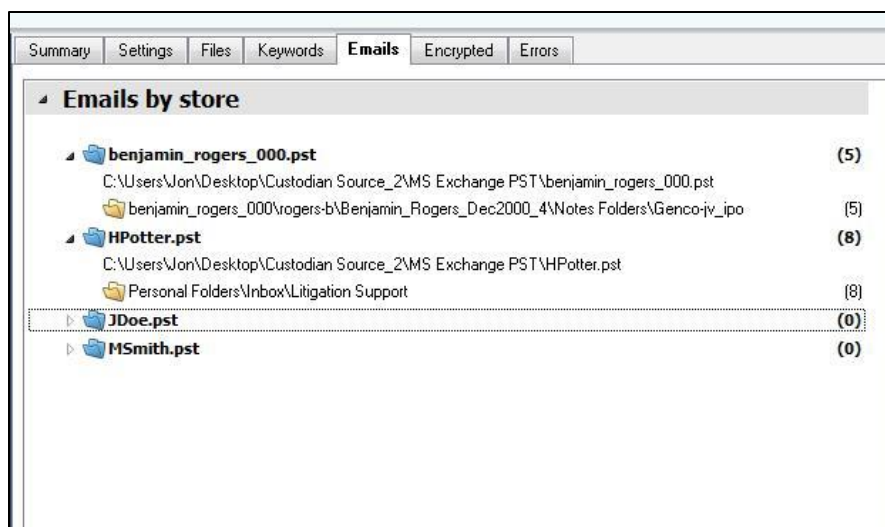 Summary Settings Files Keywords Emails Encrypted Errors
Emails by store
benjamin_rogers_000.pst (5)
C:\Users\Jon\Desktop\Custodian Source_2\MS Exchange PST\benjamin_rogers_000.pst
benjamin_rogers_000\rogers-b\Benjamin_Rogers_Dec2000_4\Notes Folders\Genco-jv_ipo (5)
HPotter.pst (8)
C:\Users\Jon\Desktop\Custodian Source_2\MS Exchange PST\HPotter.pst
Personal Folders\Inbox\Litigation Support (8)
JDoe.pst (0)
MSmith.pst (0)